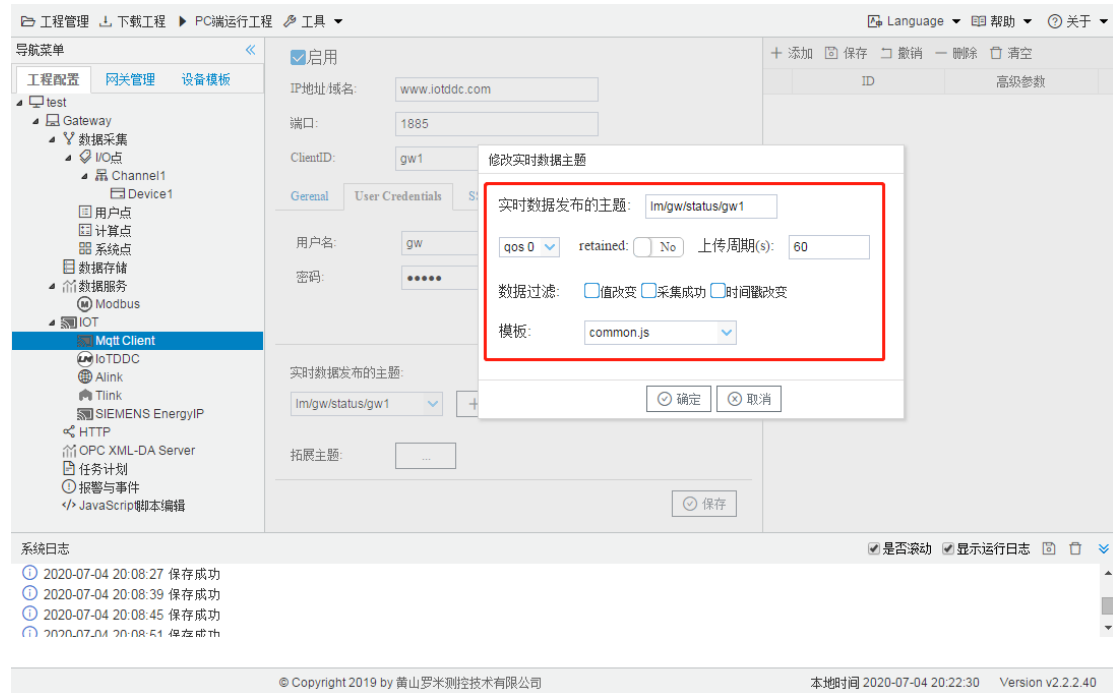 工程管理 下载工程 PC端运行工程 工具 Language 帮助 关于
导航菜单
工程配置 网关管理 设备模板
test
Gateway
数据采集
I/O点
Channel1
Device1
用户点
计算点
系统点
数据存储
数据服务
Modbus
IOT
Mqtt Client
IoTDDC
Alink
Tlink
SIEMENS EnergyIP
HTTP
OPC XML-DA Server
任务计划
报警与事件
JavaScript脚本编辑
启用
IP地址/域名: www.iotddc.com
端口: 1885
ClientID: gw1
Gerenal User Credentials
用户名: gw
密码: •••••
实时数据发布的主题:
lm/gw/status/gw1
拓展主题: ...
保存
添加 保存 撤销 删除 清空
ID 高级参数
修改实时数据主题
实时数据发布的主题: lm/gw/status/gw1
qos 0 retained: No 上传周期(s): 60
数据过滤: 值改变 采集成功 时间戳改变
模板: common.js
确定 取消
系统日志 是否滚动 显示运行日志
2020-07-04 20:08:27 保存成功
2020-07-04 20:08:39 保存成功
2020-07-04 20:08:45 保存成功
2020-07-04 20:08:51 保存成功
© Copyright 2019 by 黄山罗米测控技术有限公司 本地时间 2020-07-04 20:22:30 Version v2.2.2.40